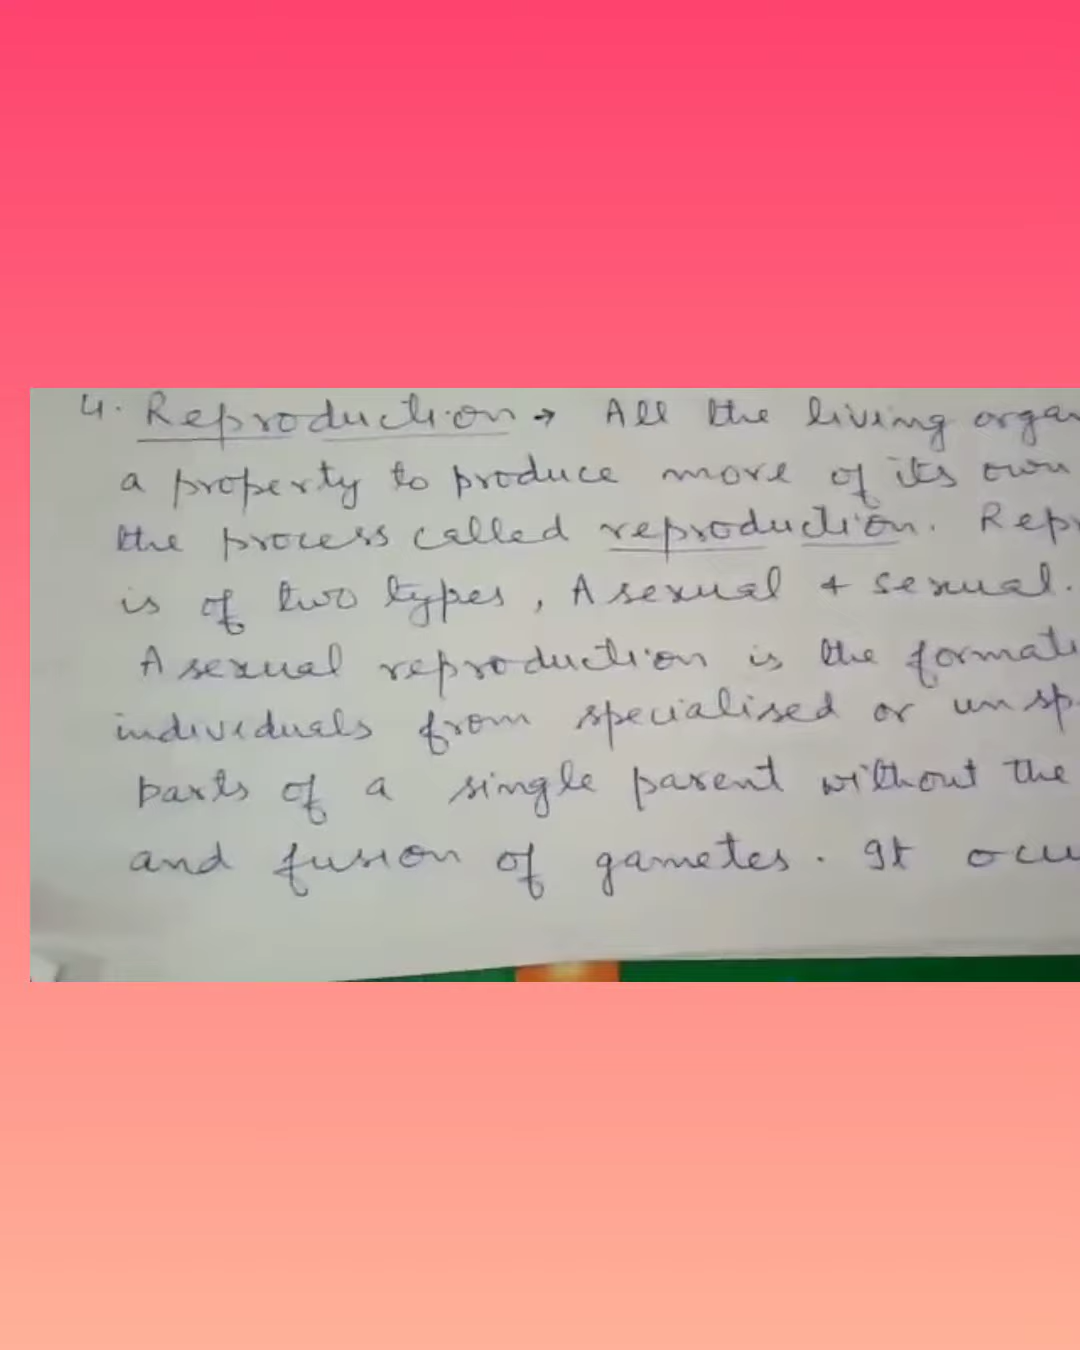 4. Reproduction → All the living orga
a property to produce more of its own
the process called reproduction. Repr
is of two types, Asexual & sexual.
Asexual reproduction is the formati
individuals from specialised or unsp
parts of a single parent without the
and fusion of gametes. It occu